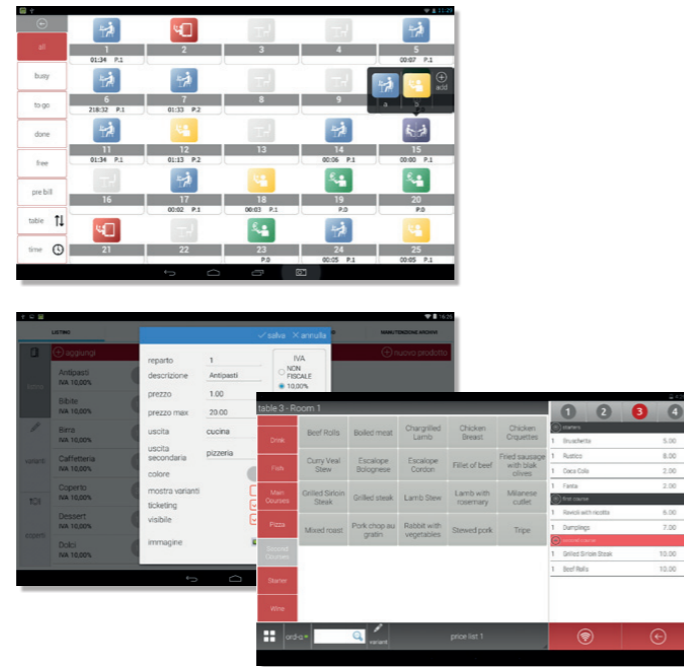 11:29
all
busy
to go
done
free
pre bill
table
time
1
2
3
4
5
01:34 P.1
00:07 P.1
add
a
b
6
7
8
9
218:32 P.1
01:33 P.2
11
12
13
14
15
01:34 P.1
01:13 P.2
00:06 P.1
00:00 P.1
16
17
18
19
20
00:02 P.1
00:03 P.1
P.0
P.0
21
22
23
24
25
P.0
00:05 P.1
00:05 P.1
LISTINO
MANUTENZIONE ARCHIVI
aggiungi
nuovo prodotto
salva
annulla
Antipasti
IVA 10,00%
Bibite
IVA 10,00%
Birra
IVA 10,00%
Caffetteria
IVA 10,00%
Coperto
IVA 10,00%
Dessert
IVA 10,00%
Dolci
IVA 10,00%
varianti
reparto 1
descrizione Antipasti
prezzo 1.00
prezzo max 20.00
uscita cucina
uscita secondaria pizzeria
colore
mostra varianti
ticketing
visibile
immagine
IVA
NON FISCALE
10,00%
table 3 - Room 1
1
2
3
4
Drink
Fish
Main Courses
Pizza
Second Courses
Starter
Wine
Beef Rolls
Boiled meat
Chargrilled Lamb
Chicken Breast
Chicken Crquettes
Curry Veal Stew
Escalope Bolognese
Escalope Cordon
Fillet of beef
Fried sausage with blak olives
Grilled Sirloin Steak
Grilled steak
Lamb Stew
Lamb with rosemary
Milanese cutlet
Mixed roast
Pork chop au gratin
Rabbit with vegetables
Stewed pork
Tripe
starters
1 Bruschetta 5.00
1 Rustico 8.00
1 Coca Cola 2.00
1 Fanta 2.00
first course
1 Ravioli with ricotta 6.00
1 Dumplings 7.00
second course
1 Grilled Sirloin Steak 10.00
1 Beef Rolls 10.00
ord-a
variant
price list 1